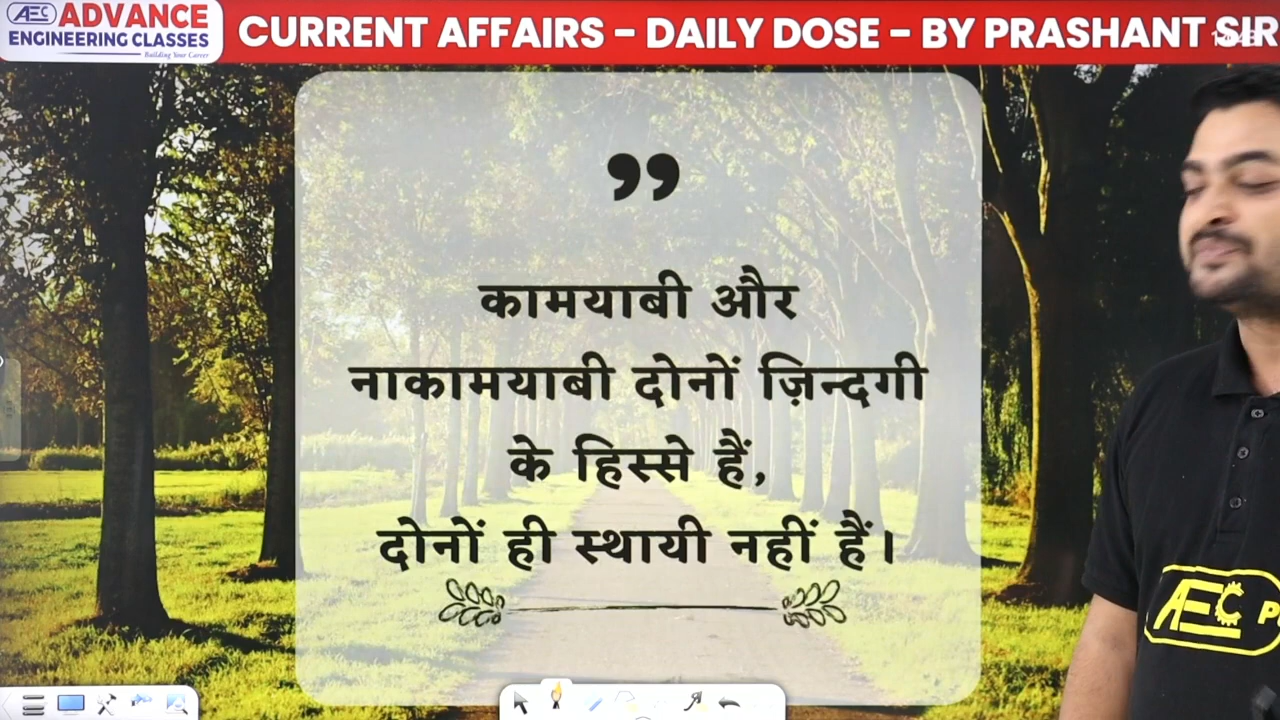 AEC ADVANCE
ENGINEERING CLASSES
Building Your Career
CURRENT AFFAIRS – DAILY DOSE – BY PRASHANT SIR
”
कामयाबी और
नाकामयाबी दोनों ज़िन्दगी
के हिस्से हैं,
दोनों ही स्थायी नहीं हैं।
AEC